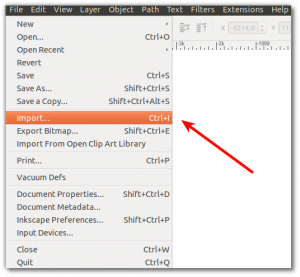 File Edit View Layer Object Path Text Filters Extensions Help
New
Open... Ctrl+O
Open Recent
Revert
Save Ctrl+S
Save As... Shift+Ctrl+S
Save a Copy... Shift+Ctrl+Alt+S
Import... Ctrl+I
Export Bitmap... Shift+Ctrl+E
Import From Open Clip Art Library
Print... Ctrl+P
Vacuum Defs
Document Properties... Shift+Ctrl+D
Document Metadata...
Inkscape Preferences... Shift+Ctrl+P
Input Devices...
Close Ctrl+W
Quit Ctrl+Q
X
Y